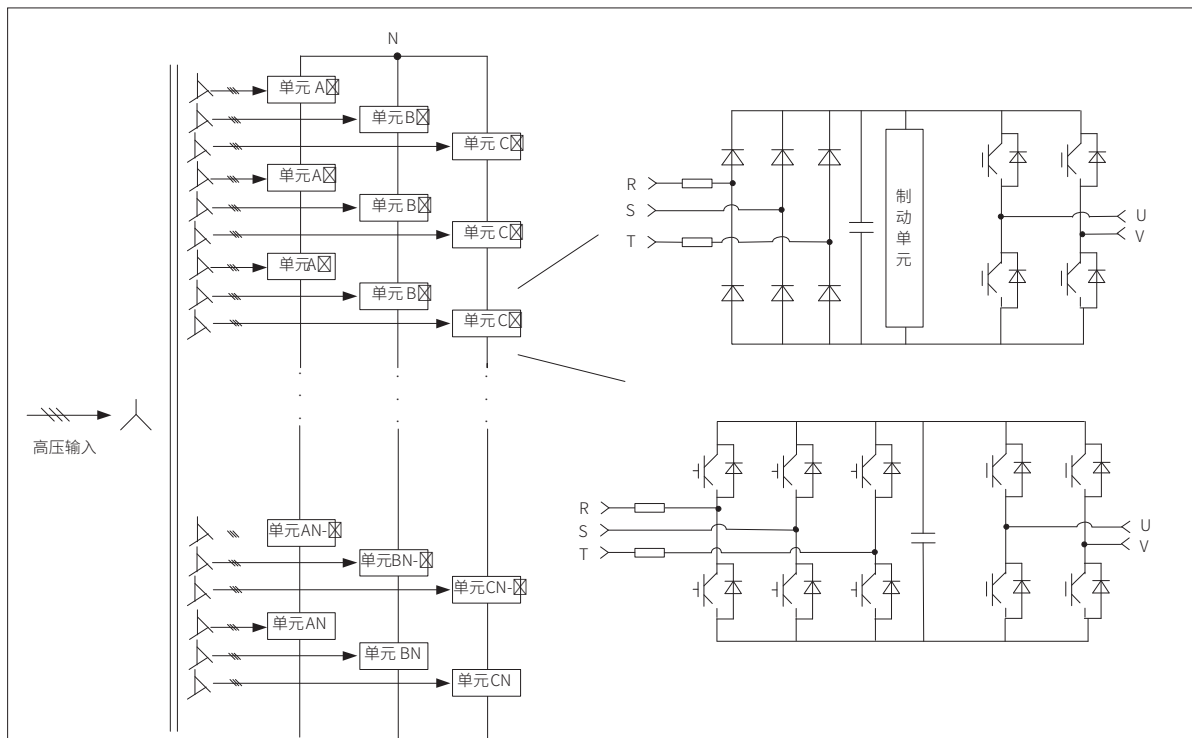 N
单元 A
单元 B
单元 C
单元A
单元 B
单元 C
单元A
单元 B
单元 C
高压输入
单元AN-
单元BN-
单元CN-
单元AN
单元 BN
单元CN
R
S
T
制动单元
U
V
R
S
T
U
V